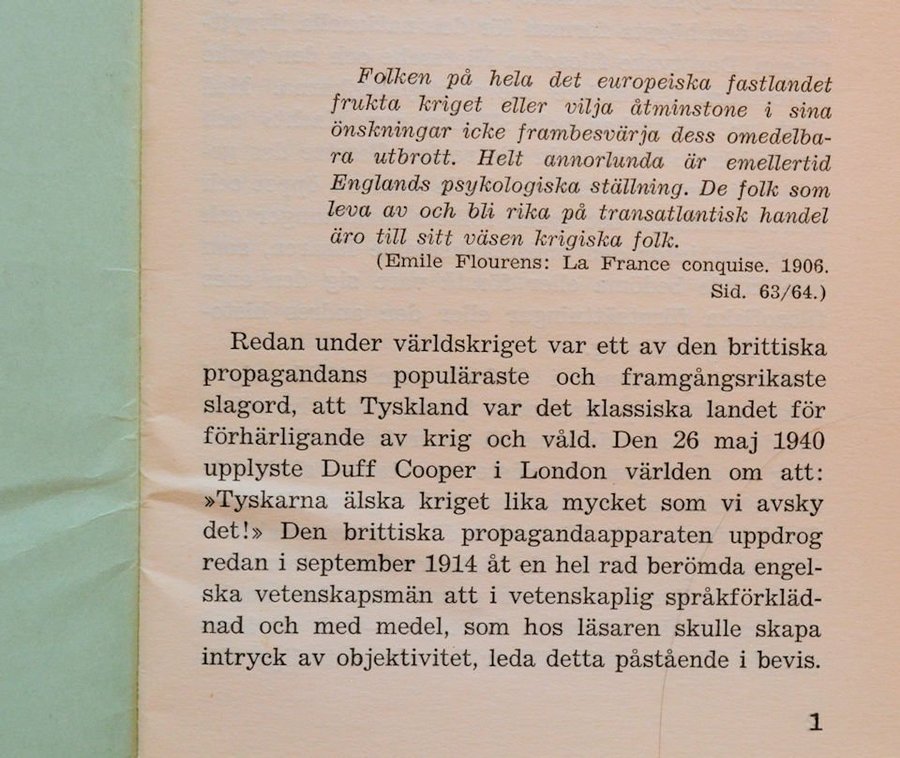 Folken på hela det europeiska fastlandet
frukta kriget eller vilja åtminstone i sina
önskningar icke frambesvärja dess omedelba-
ra utbrott. Helt annorlunda är emellertid
Englands psykologiska ställning. De folk som
leva av och bli rika på transatlantisk handel
äro till sitt väsen krigiska folk.
(Emile Flourens: La France conquise. 1906.
Sid. 63/64.)
Redan under världskriget var ett av den brittiska
propagandans populäraste och framgångsrikaste
slagord, att Tyskland var det klassiska landet för
förhärligande av krig och våld. Den 26 maj 1940
upplyste Duff Cooper i London världen om att:
»Tyskarna älska kriget lika mycket som vi avsky
det!» Den brittiska propagandaapparaten uppdrog
redan i september 1914 åt en hel rad berömda engel-
ska vetenskapsmän att i vetenskaplig språkförkläd-
nad och med medel, som hos läsaren skulle skapa
intryck av objektivitet, leda detta påstående i bevis.
1